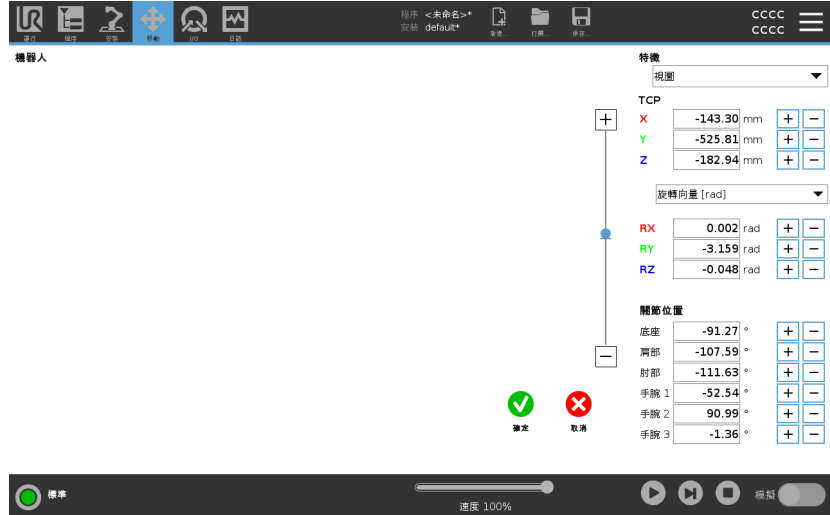 UR
運行
程序
安裝
移動
I/O
日誌
程序 <未命名>*
安裝 default*
新建...
打開...
保存...
CCCC
CCCC
機器人
特徵
視圖
TCP
X -143.30 mm + −
Y -525.81 mm + −
Z -182.94 mm + −
旋轉向量 [rad]
RX 0.002 rad + −
RY -3.159 rad + −
RZ -0.048 rad + −
關節位置
底座 -91.27 ° + −
肩部 -107.59 ° + −
肘部 -111.63 ° + −
手腕 1 -52.54 ° + −
手腕 2 90.99 ° + −
手腕 3 -1.36 ° + −
確定
取消
標準
速度 100%
模擬